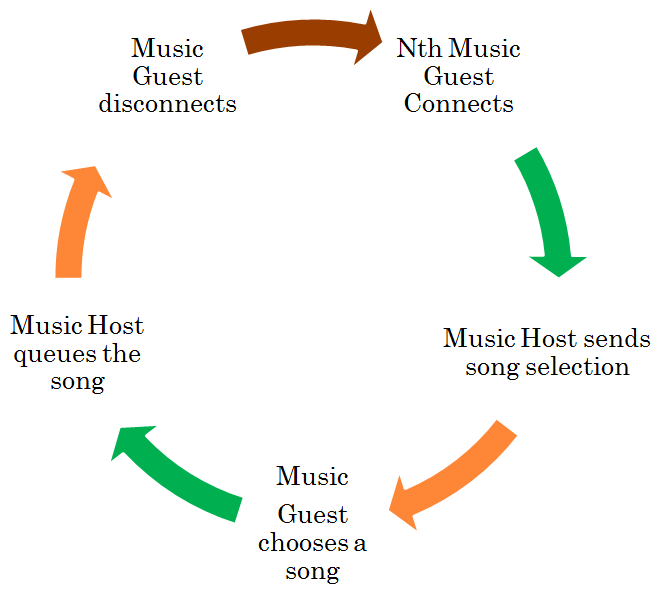 Music
Guest
disconnects
Nth Music
Guest
Connects
Music Host sends
song selection
Music
Guest
chooses a
song
Music Host
queues the
song